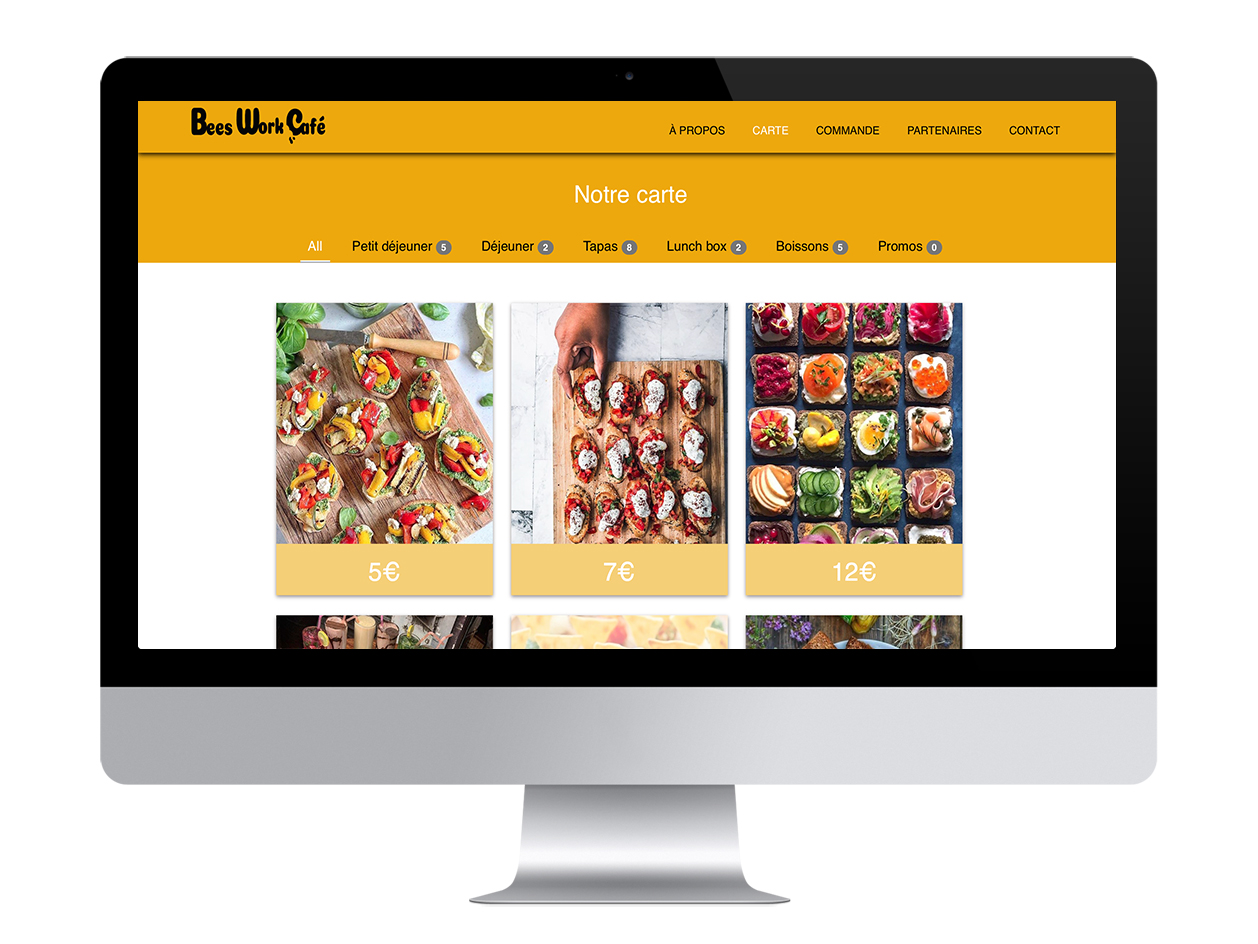 Bees Work Café
À PROPOS CARTE COMMANDE PARTENAIRES CONTACT
Notre carte
All Petit déjeuner 5 Déjeuner 2 Tapas 8 Lunch box 2 Boissons 5 Promos 0
5€ 7€ 12€